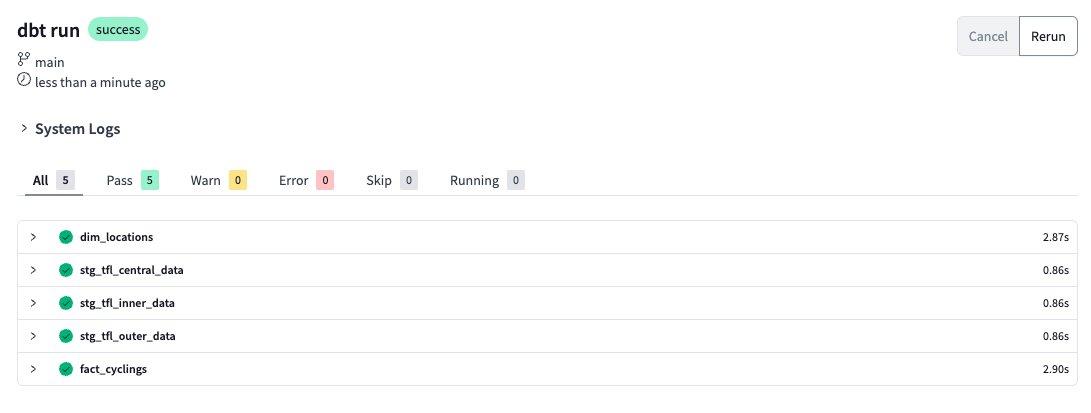 dbt run success
Cancel Rerun
main
less than a minute ago
System Logs
All 5 Pass 5 Warn 0 Error 0 Skip 0 Running 0
dim_locations 2.87s
stg_tfl_central_data 0.86s
stg_tfl_inner_data 0.86s
stg_tfl_outer_data 0.86s
fact_cyclings 2.90s